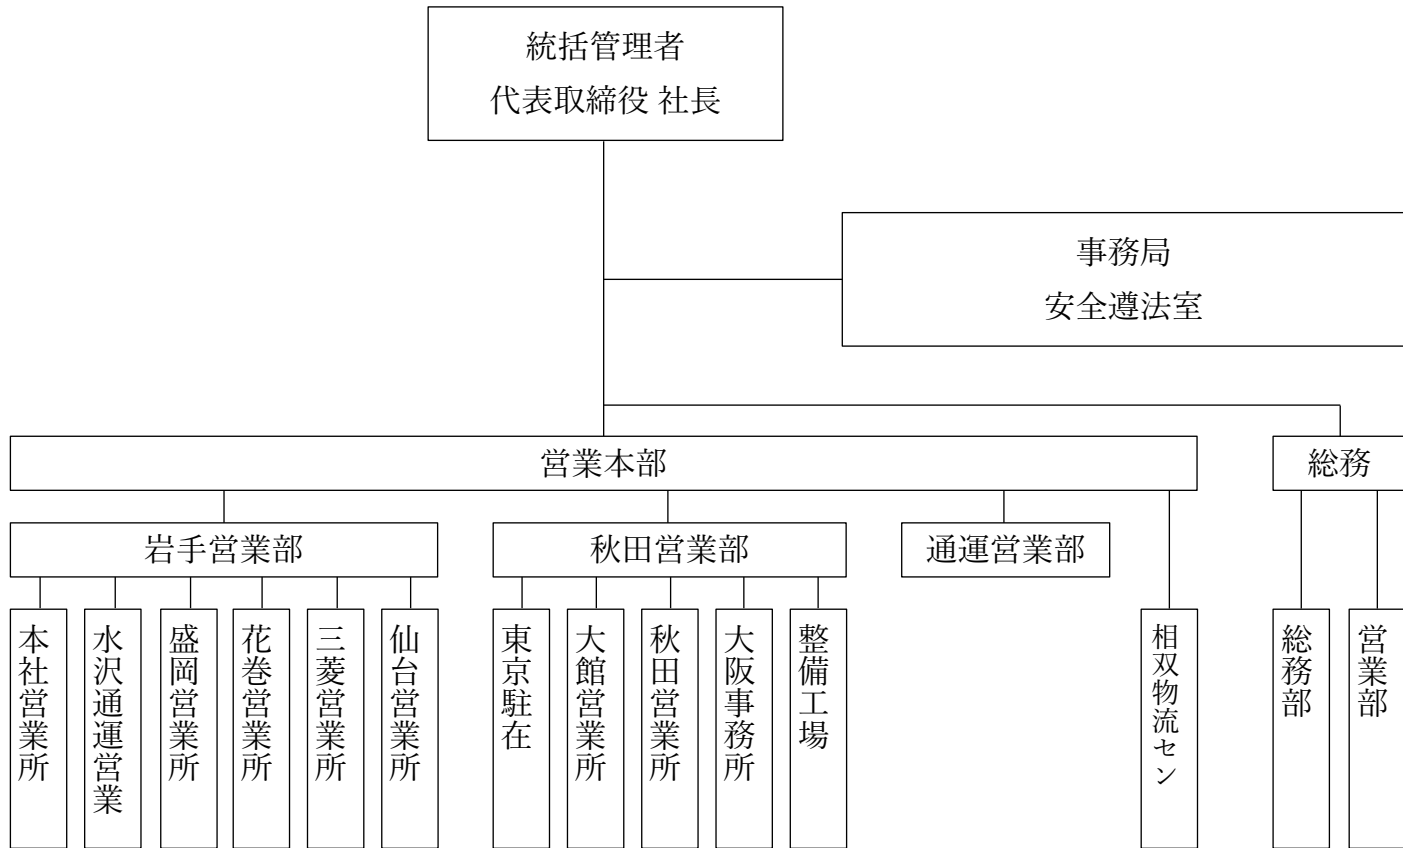 統括管理者
代表取締役 社長
事務局
安全遵法室
営業本部
総務
岩手営業部
秋田営業部
通運営業部
本社営業所
水沢通運営業
盛岡営業所
花巻営業所
三菱営業所
仙台営業所
東京駐在
大館営業所
秋田営業所
大阪事務所
整備工場
相双物流セン
総務部
営業部